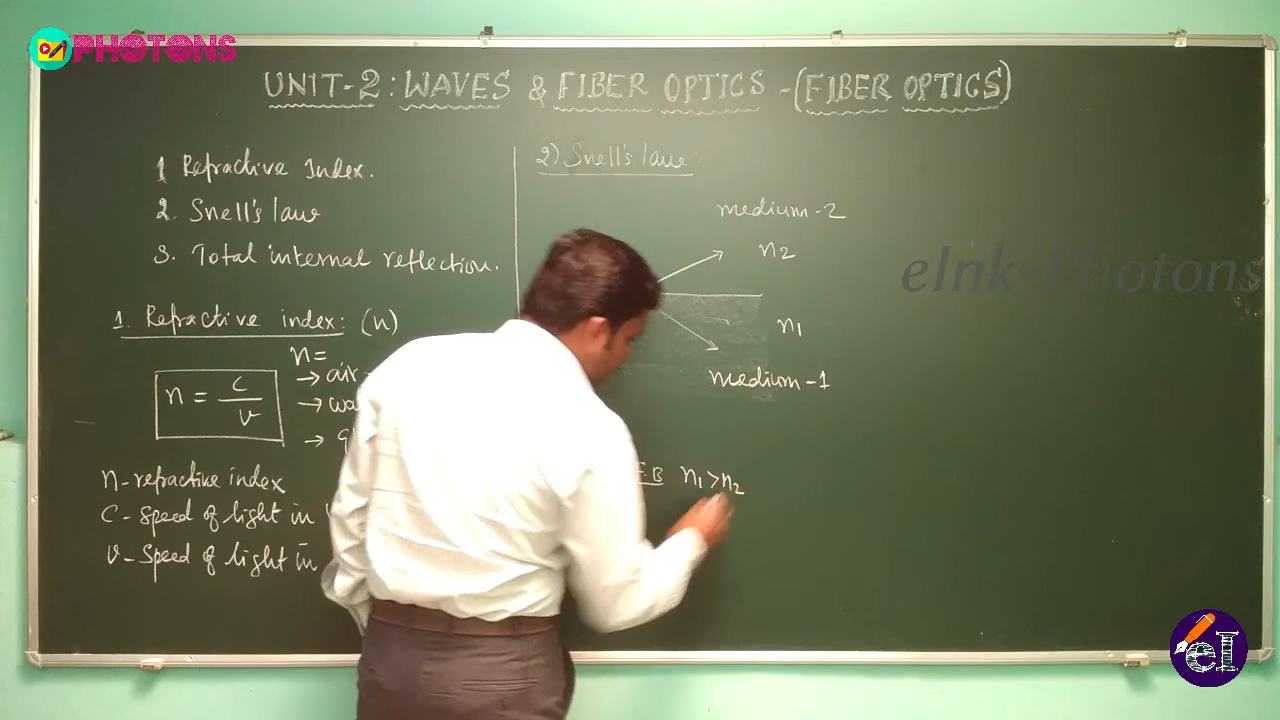 PHOTONS
UNIT-2: WAVES & FIBER OPTICS - (FIBER OPTICS)
1 Refractive Index.
2. Snell's law
3. Total internal reflection.
1. Refractive index: (n)
n = c/v
n=
→ air
→ wa
→ gl
n - refractive index
C - speed of light in
v - Speed of light in
2) Snell's law:
medium-2
n2
n1
medium-1
n1>n2
eInk-Photons
eI